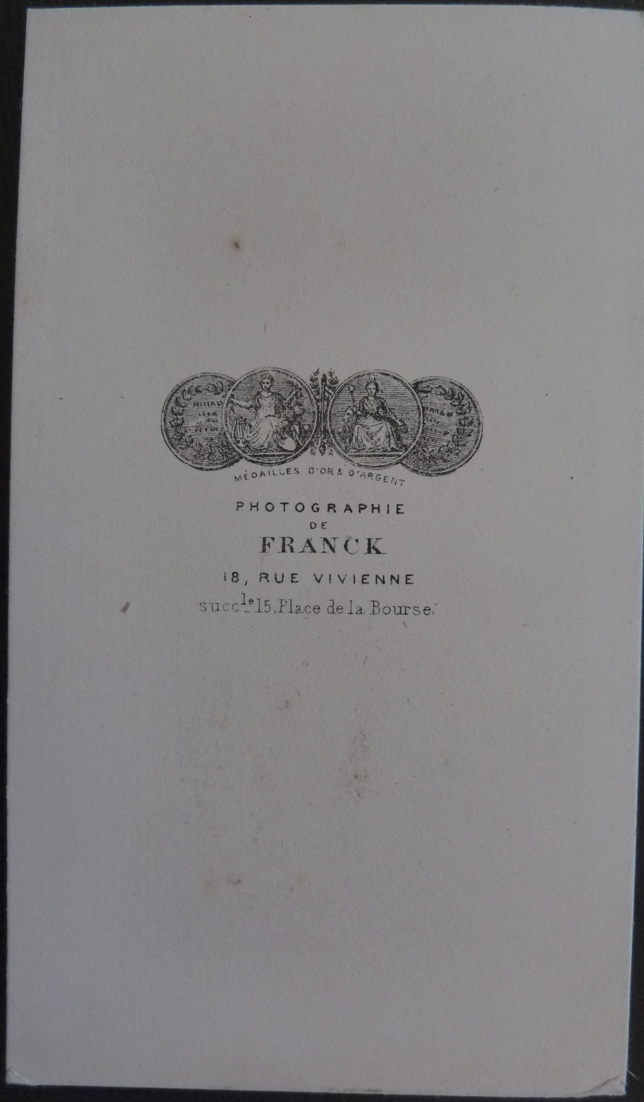 MÉDAILLES D'OR & D'ARGENT
PHOTOGRAPHIE
DE
FRANCK
18, RUE VIVIENNE
succle 15, Place de la Bourse.